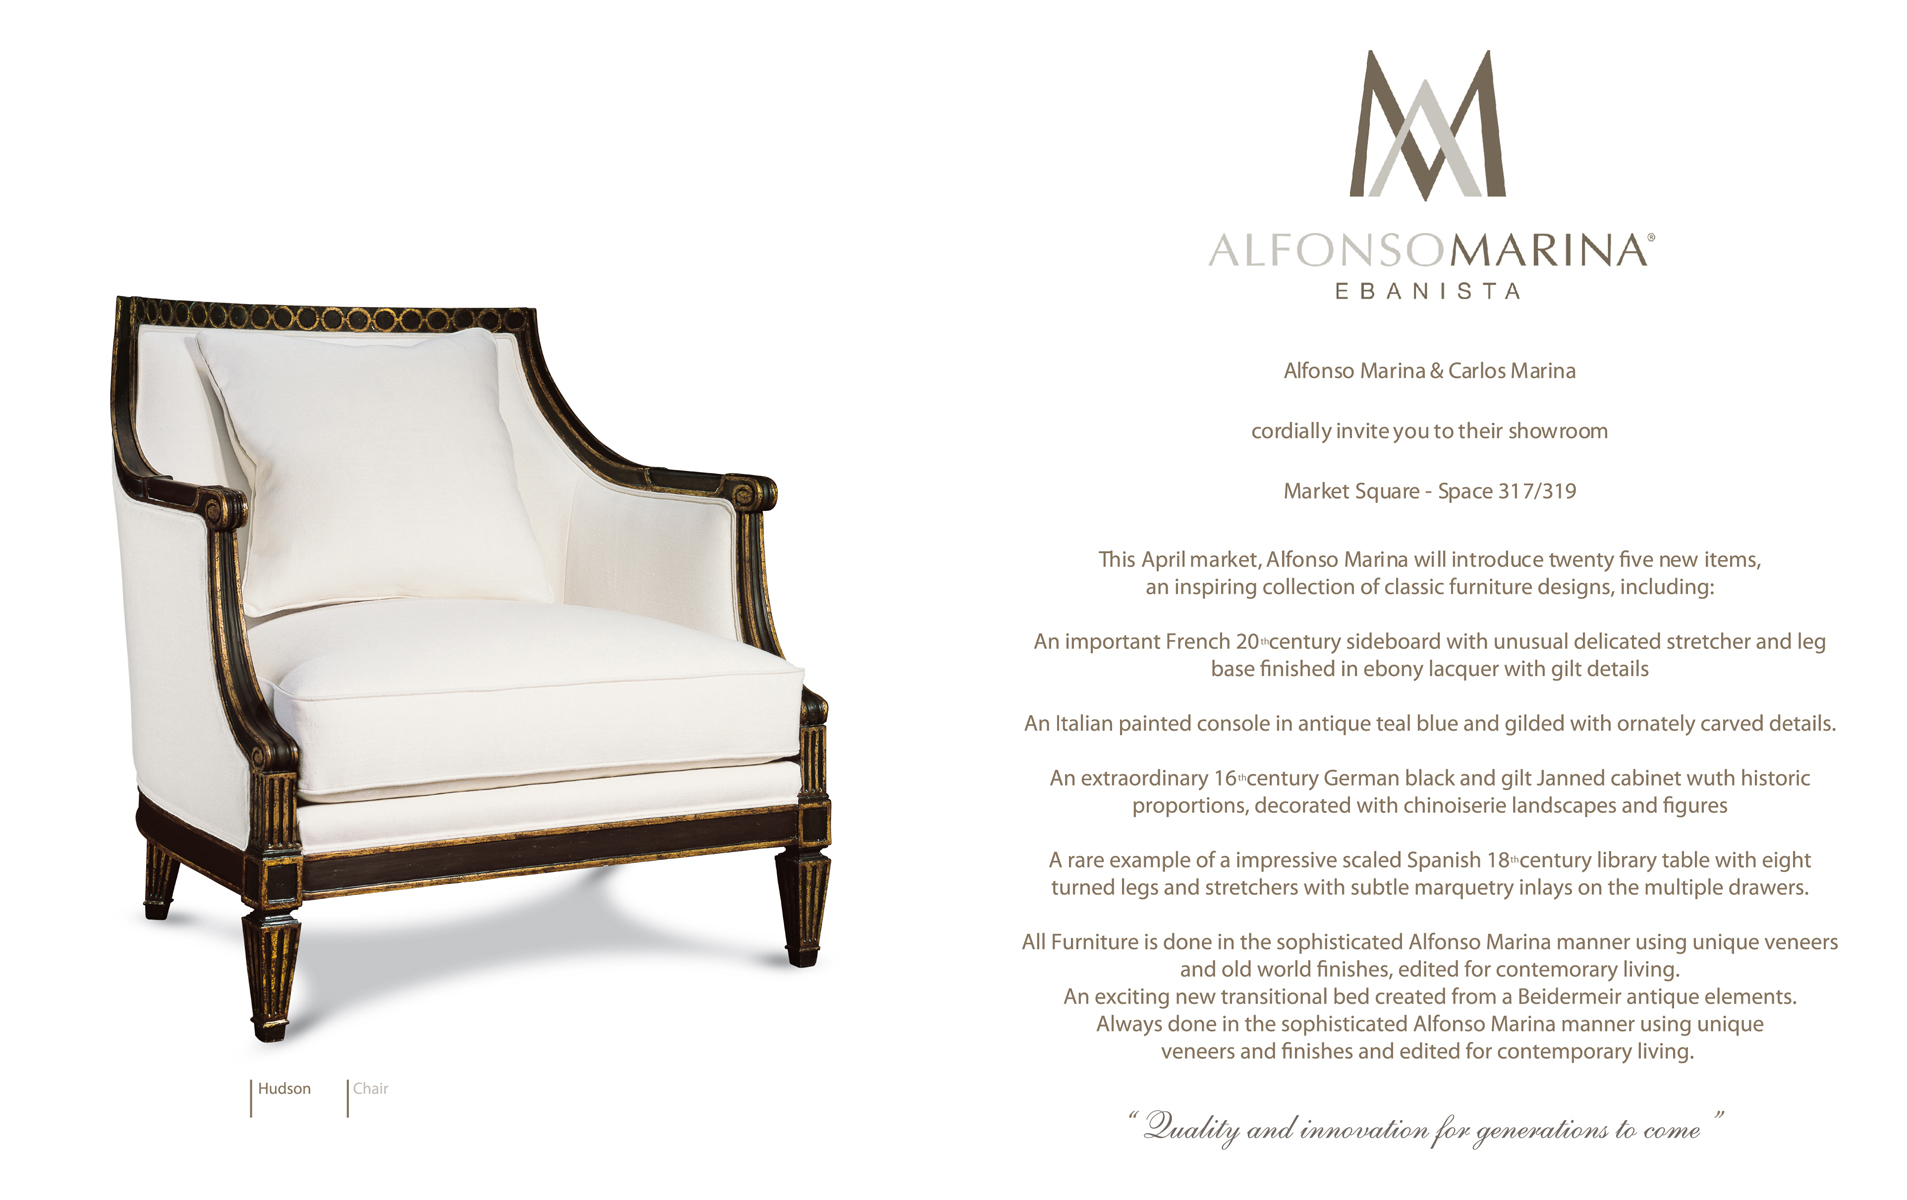 ALFONSOMARINA®
EBANISTA
Alfonso Marina & Carlos Marina
cordially invite you to their showroom
Market Square - Space 317/319
This April market, Alfonso Marina will introduce twenty five new items,
an inspiring collection of classic furniture designs, including:
An important French 20th century sideboard with unusual delicated stretcher and leg
base finished in ebony lacquer with gilt details
An Italian painted console in antique teal blue and gilded with ornately carved details.
An extraordinary 16th century German black and gilt Janned cabinet wuth historic
proportions, decorated with chinoiserie landscapes and figures
A rare example of a impressive scaled Spanish 18th century library table with eight
turned legs and stretchers with subtle marquetry inlays on the multiple drawers.
All Furniture is done in the sophisticated Alfonso Marina manner using unique veneers
and old world finishes, edited for contemorary living.
An exciting new transitional bed created from a Beidermeir antique elements.
Always done in the sophisticated Alfonso Marina manner using unique
veneers and finishes and edited for contemporary living.
“ Quality and innovation for generations to come ”
Hudson Chair